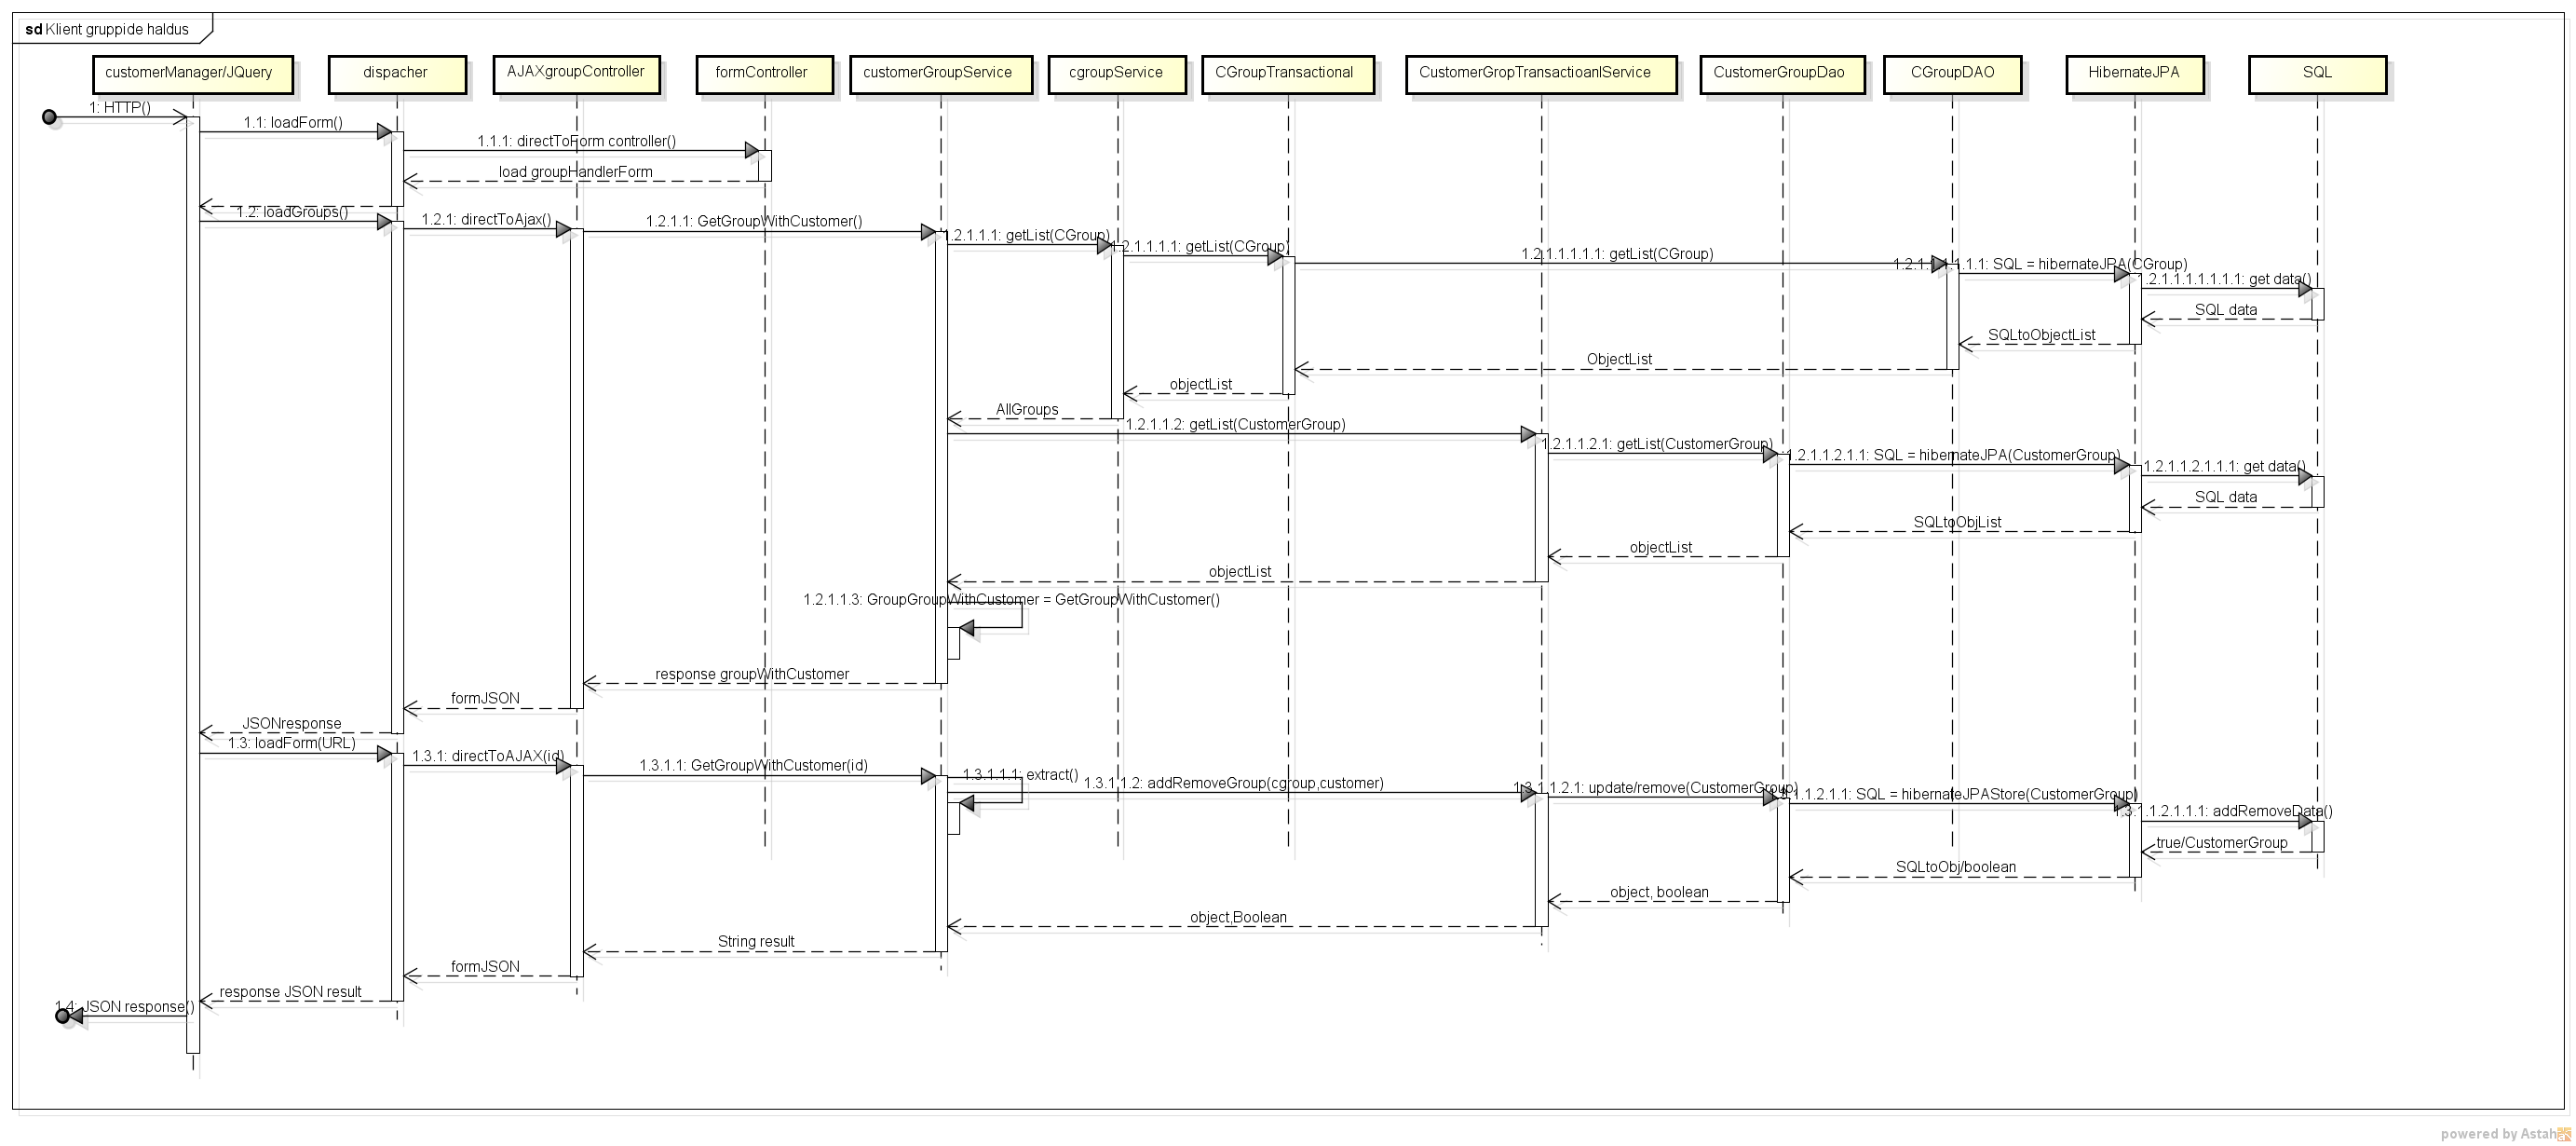 sd Klient gruppide haldus
customerManager/JQuery
dispacher
AJAXgroupController
formController
customerGroupService
cgroupService
CGroupTransactional
CustomerGropTransactioanlService
CustomerGroupDao
CGroupDAO
HibernateJPA
SQL
1: HTTP()
1.1: loadForm()
1.1.1: directToForm controller()
load groupHandlerForm
1.2: loadGroups()
1.2.1: directToAjax()
1.2.1.1: GetGroupWithCustomer()
.2.1.1.1: getList(CGroup)
1.2.1.1.1.1: getList(CGroup)
1.2.1.1.1.1.1: getList(CGroup)
1.2.1.1.1.1.1.1: SQL = hibernateJPA(CGroup)
.2.1.1.1.1.1.1.1: get data()
SQL data
SQLtoObjectList
ObjectList
objectList
AllGroups
1.2.1.1.2: getList(CustomerGroup)
1.2.1.1.2.1: getList(CustomerGroup)
1.2.1.1.2.1.1: SQL = hibernateJPA(CustomerGroup)
1.2.1.1.2.1.1.1: get data()
SQL data
SQLtoObjList
objectList
objectList
1.2.1.1.3: GroupGroupWithCustomer = GetGroupWithCustomer()
response groupWithCustomer
formJSON
JSONresponse
1.3: loadForm(URL)
1.3.1: directToAJAX(id)
1.3.1.1: GetGroupWithCustomer(id)
1.3.1.1.1: extract()
1.3.1.1.2: addRemoveGroup(cgroup,customer)
1.3.1.1.2.1: update/remove(CustomerGroup)
.3.1.1.2.1.1: SQL = hibernateJPAStore(CustomerGroup)
1.3.1.1.2.1.1.1: addRemoveData()
true/CustomerGroup
SQLtoObj/boolean
object, boolean
object,Boolean
String result
formJSON
response JSON result
1.4: JSON response()
powered by Astah